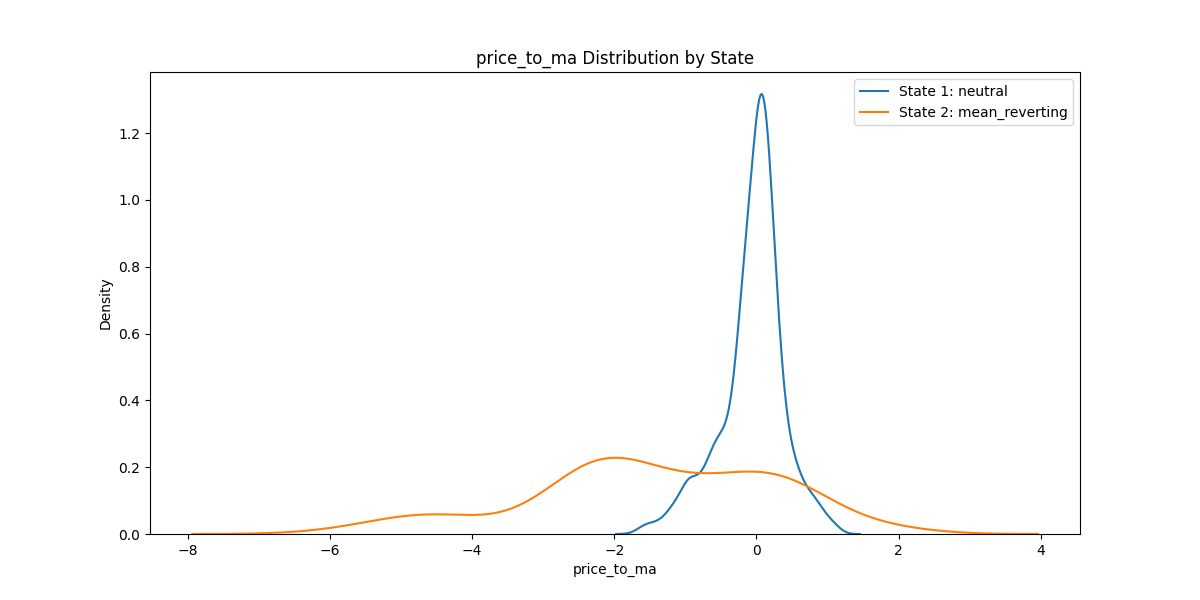 price_to_ma Distribution by State
State 1: neutral
State 2: mean_reverting
Density
1.2
1.0
0.8
0.6
0.4
0.2
0.0
−8 −6 −4 −2 0 2 4
price_to_ma